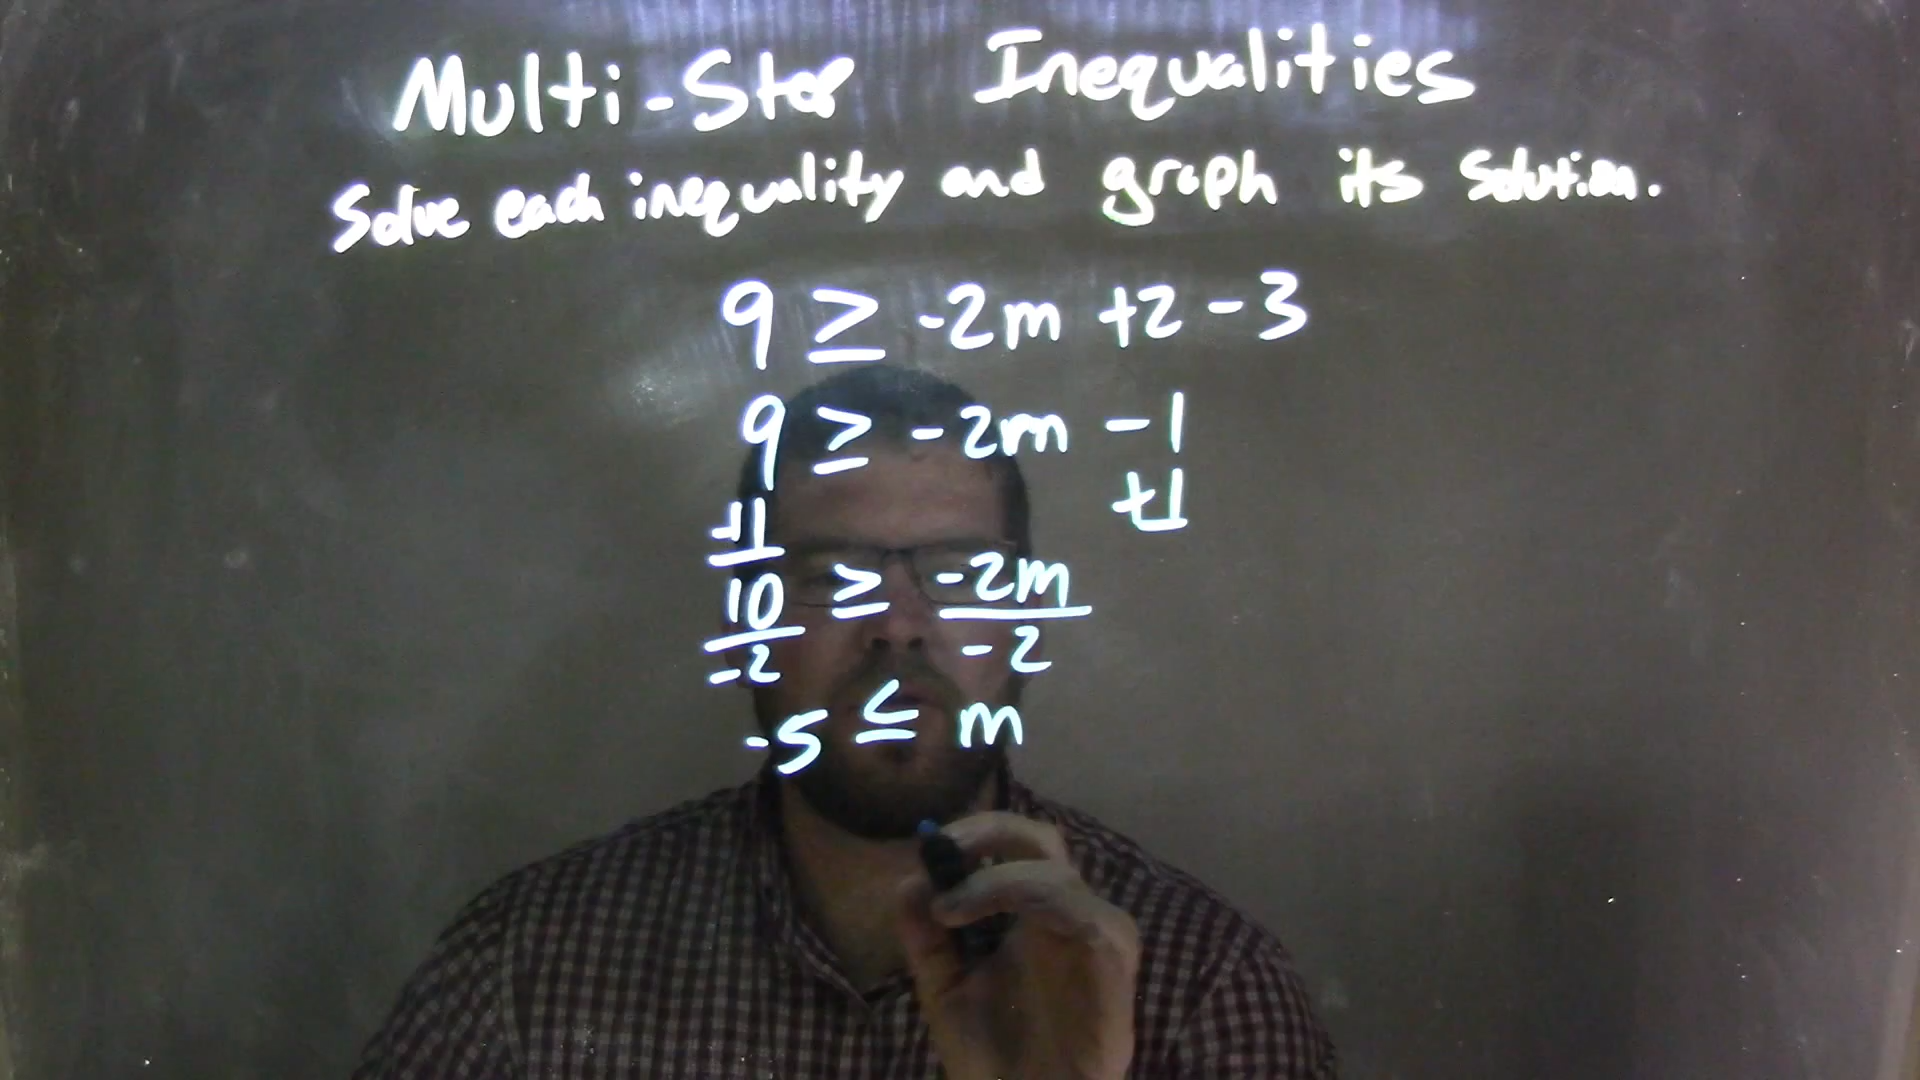 Multi-Step Inequalities
Solve each inequality and graph its solution.
9 ≥ -2m +2 - 3
9 ≥ -2m - 1
+1 +1
10 ≥ -2m
-2 -2
-5 ≤ m